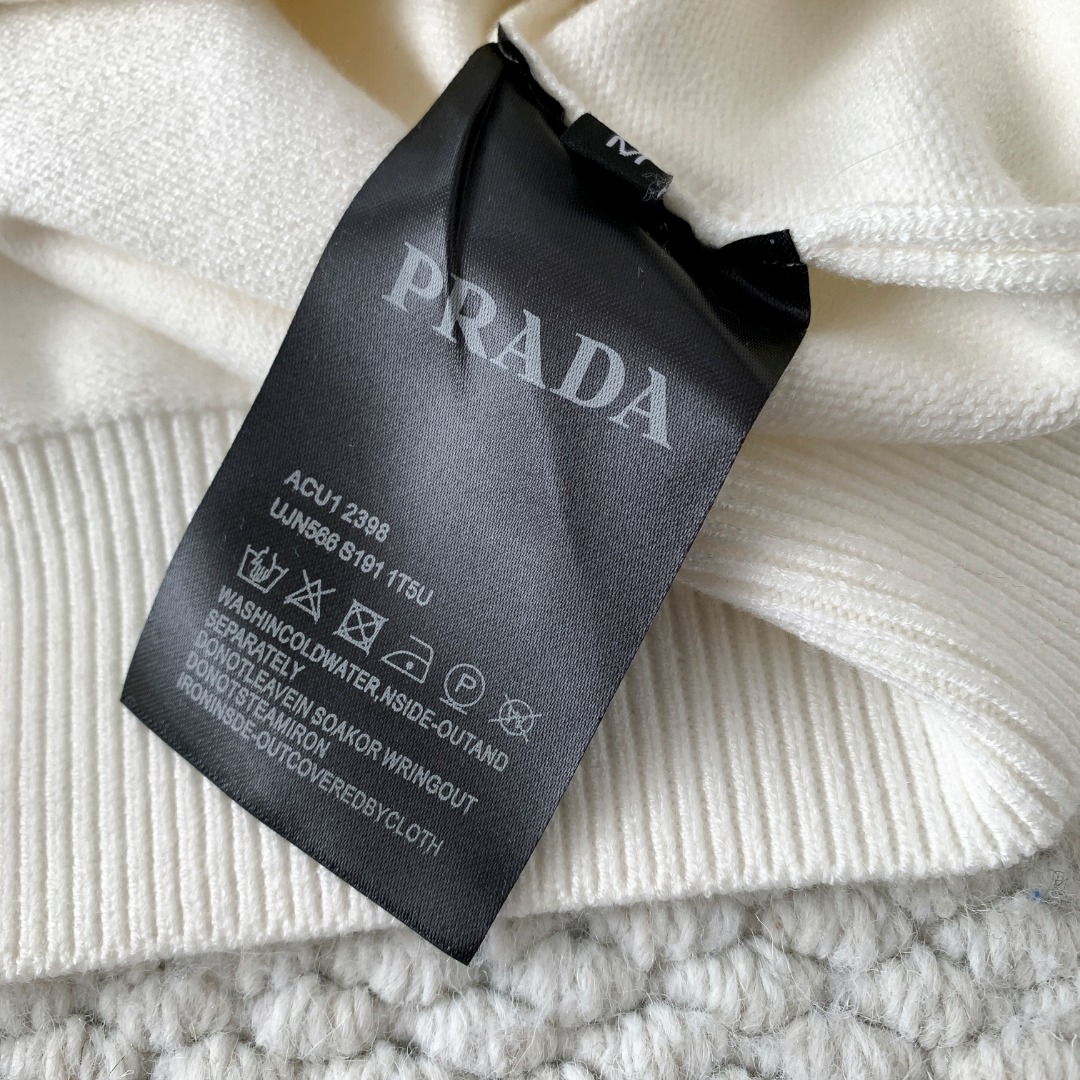 M
PRADA
ACU1 2398
UJN566 S191 1T5U
P
WASHINCOLDWATER,NSIDE-OUTAND
SEPARATELY
DONOTLEAVEIN SOAKOR WRINGOUT
DONOTSTEAMIRON
IRONINSDE-OUTCOVEREDBYCLOTH